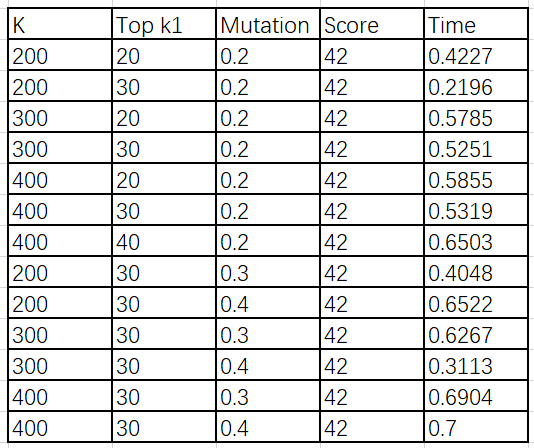 K Top k1 Mutation Score Time
200 20 0.2 42 0.4227
200 30 0.2 42 0.2196
300 20 0.2 42 0.5785
300 30 0.2 42 0.5251
400 20 0.2 42 0.5855
400 30 0.2 42 0.5319
400 40 0.2 42 0.6503
200 30 0.3 42 0.4048
200 30 0.4 42 0.6522
300 30 0.3 42 0.6267
300 30 0.4 42 0.3113
400 30 0.3 42 0.6904
400 30 0.4 42 0.7